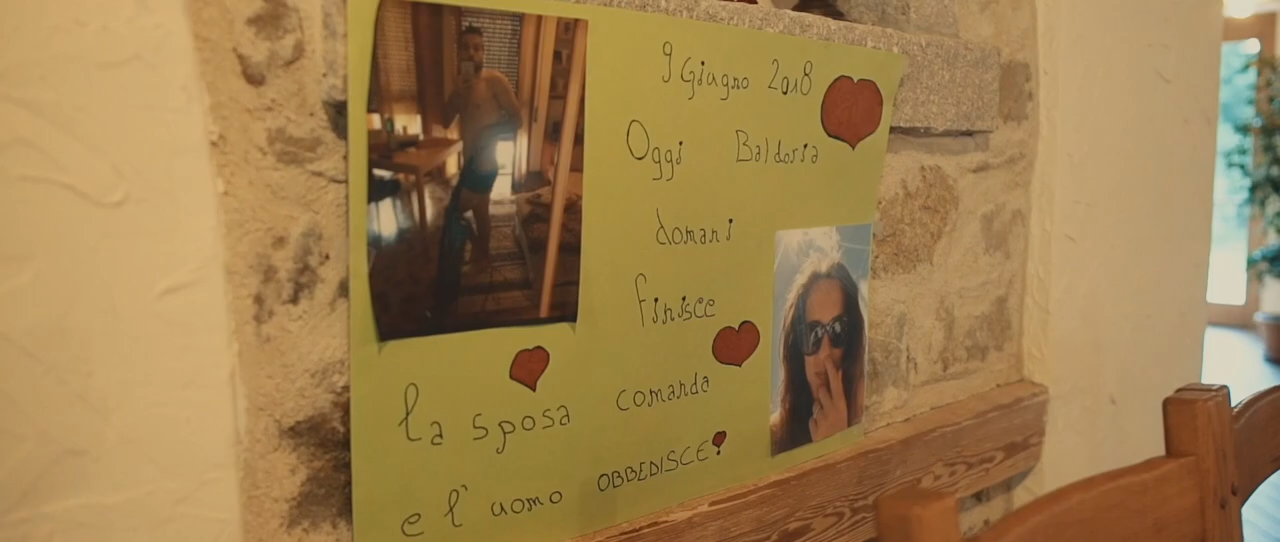 9 Giugno 2018
Oggi Baldoria
domani
finisce
la sposa comanda
e l'uomo OBBEDISCE!